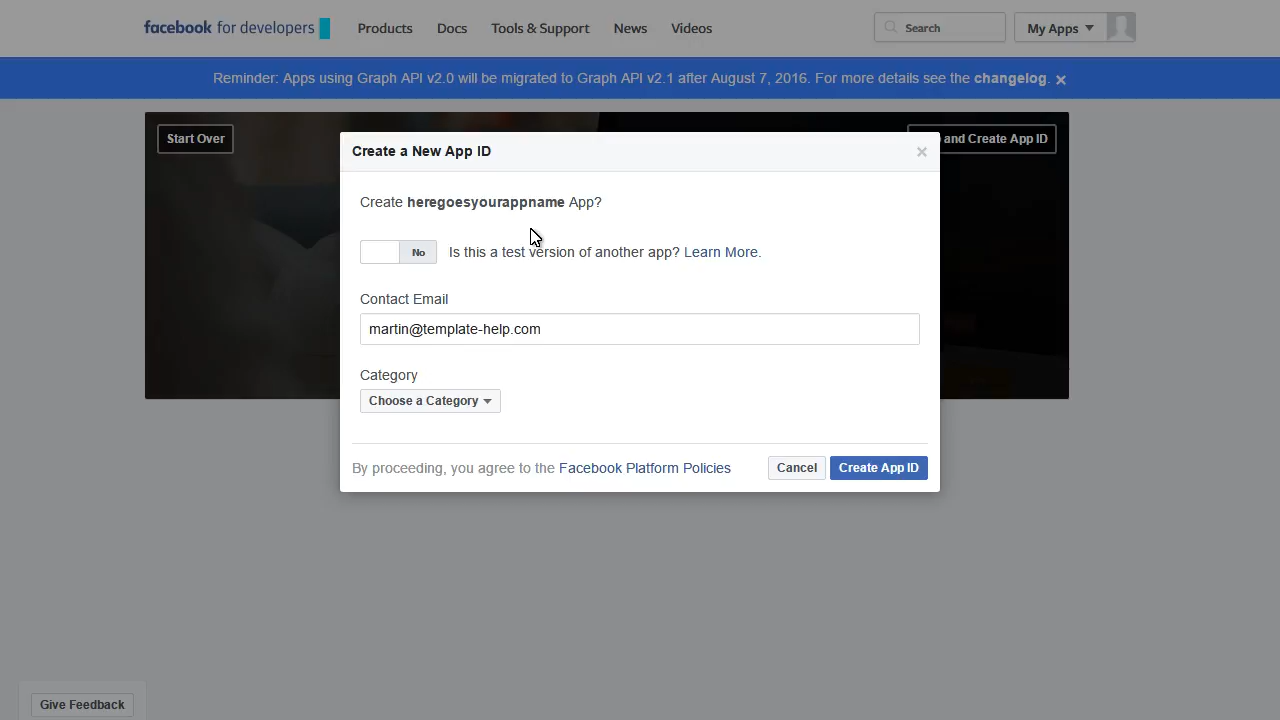 facebook for developers Products Docs Tools & Support News Videos Search My Apps
Reminder: Apps using Graph API v2.0 will be migrated to Graph API v2.1 after August 7, 2016. For more details see the changelog.
Start Over
and Create App ID
Create a New App ID
Create heregoesyourappname App?
No Is this a test version of another app? Learn More.
Contact Email
martin@template-help.com
Category
Choose a Category
By proceeding, you agree to the Facebook Platform Policies Cancel Create App ID
Give Feedback